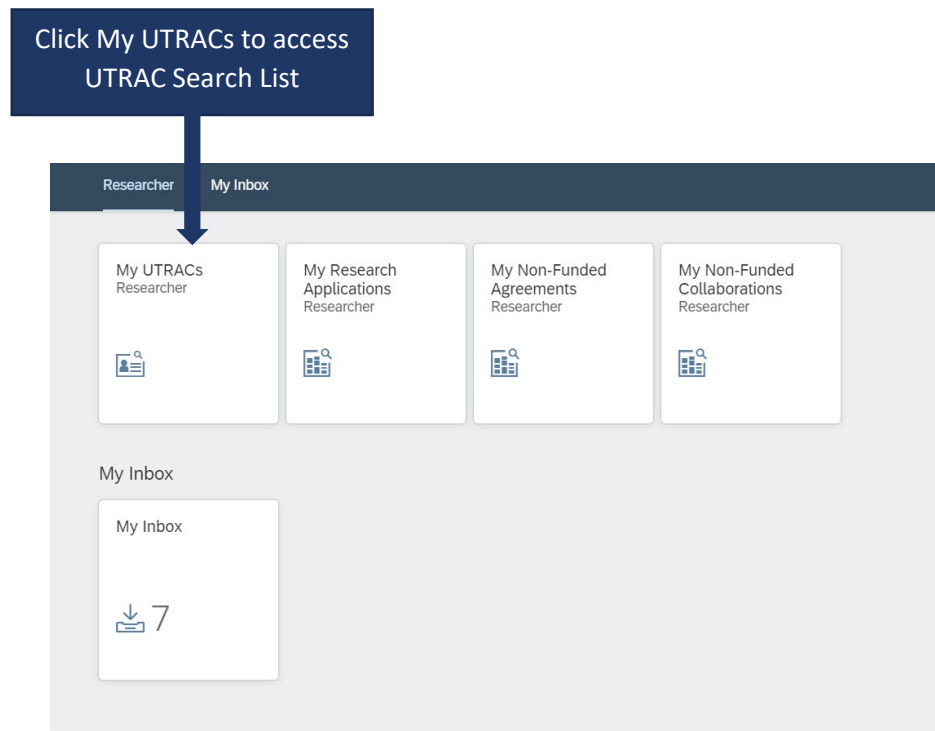 Click My UTRACs to access
UTRAC Search List
Researcher
My Inbox
My UTRACs
Researcher
My Research
Applications
Researcher
My Non-Funded
Agreements
Researcher
My Non-Funded
Collaborations
Researcher
My Inbox
My Inbox
7